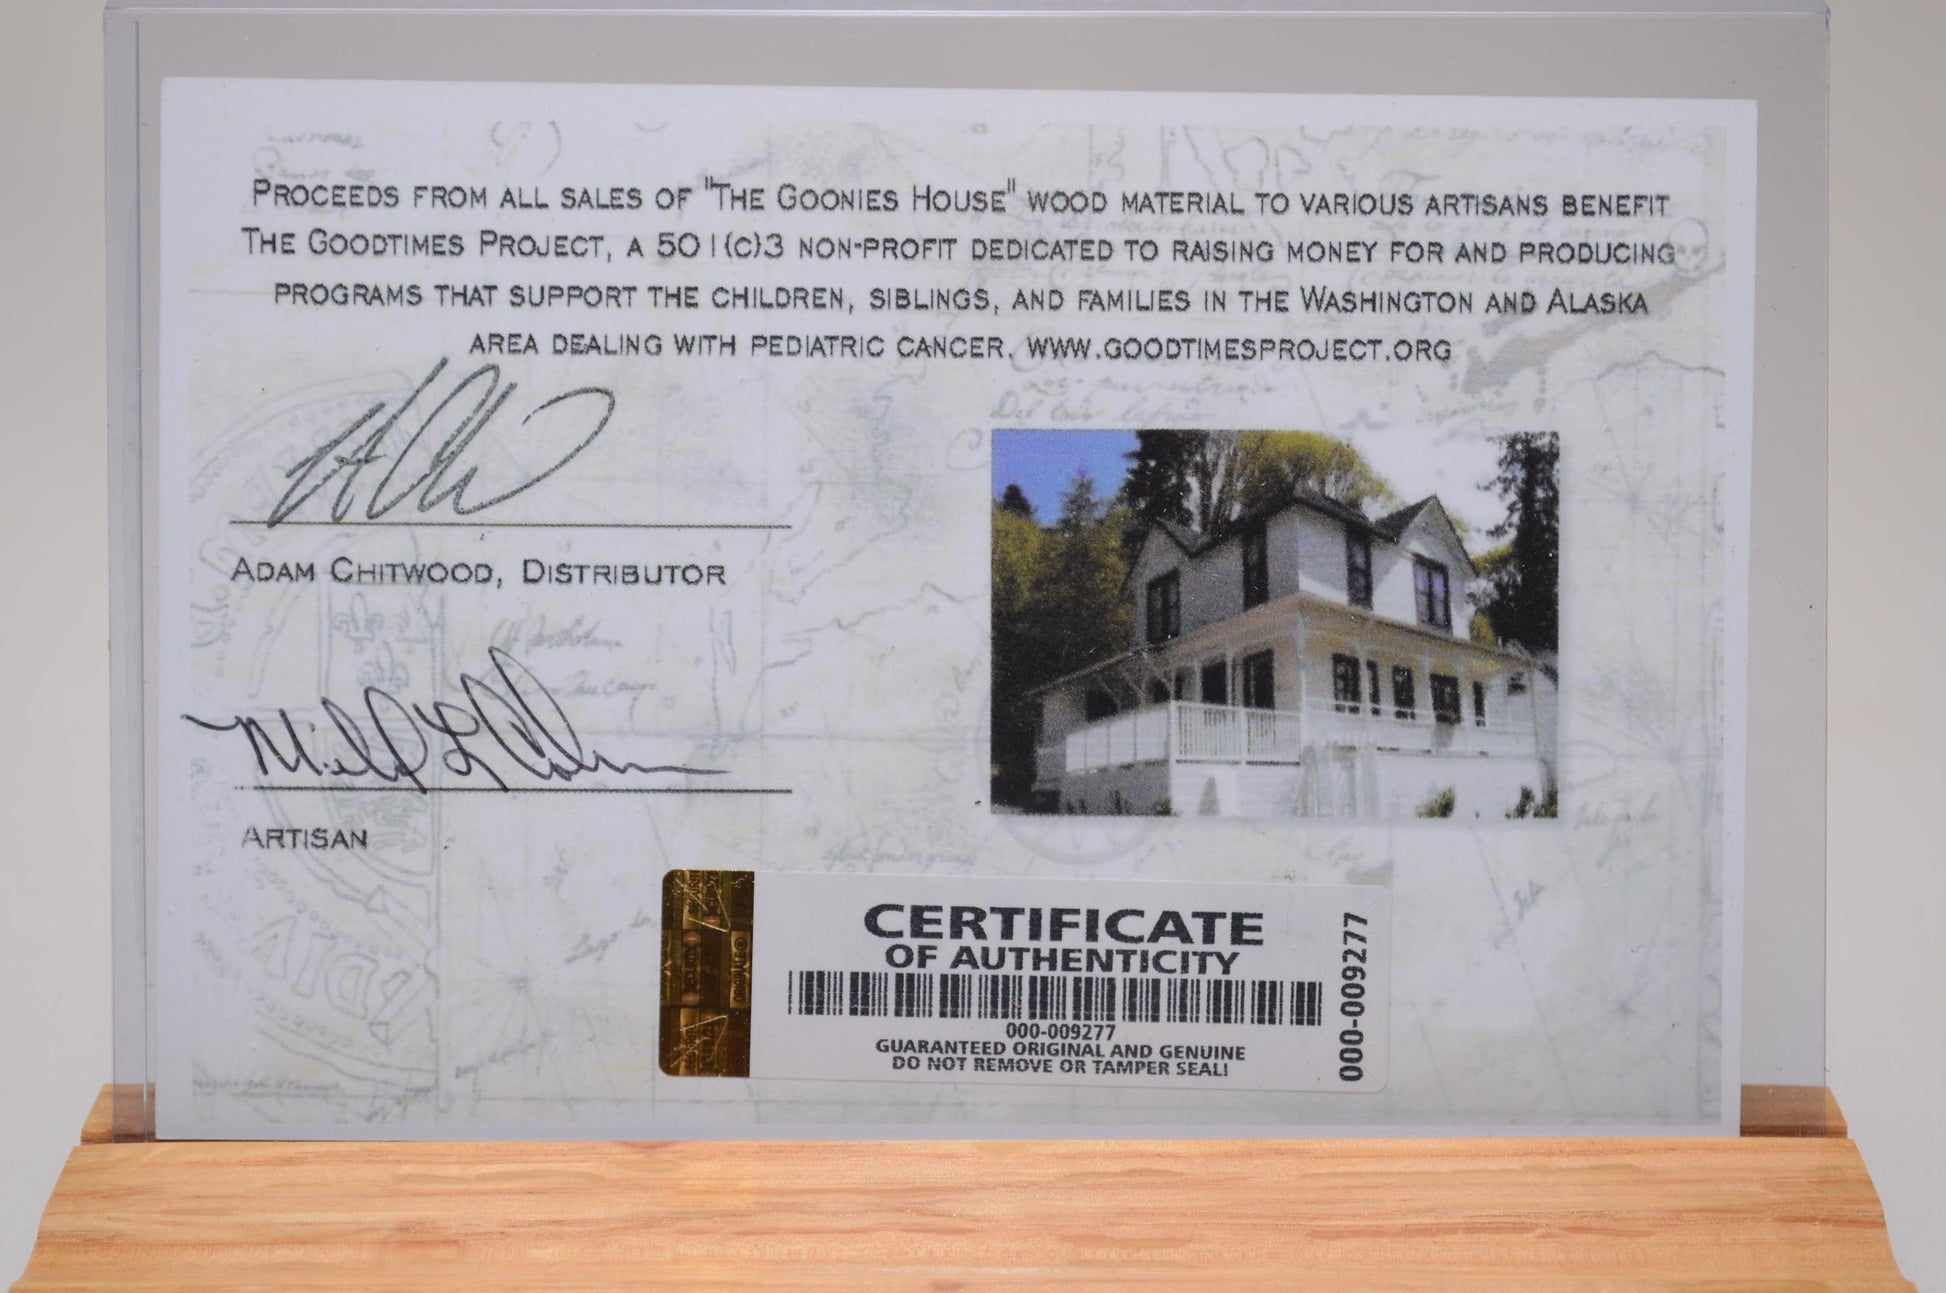 PROCEEDS FROM ALL SALES OF "THE GOONIES HOUSE" WOOD MATERIAL TO VARIOUS ARTISANS BENEFIT
THE GOODTIMES PROJECT, A 501(C)3 NON-PROFIT DEDICATED TO RAISING MONEY FOR AND PRODUCING
PROGRAMS THAT SUPPORT THE CHILDREN, SIBLINGS, AND FAMILIES IN THE WASHINGTON AND ALASKA
AREA DEALING WITH PEDIATRIC CANCER. WWW.GOODTIMESPROJECT.ORG
ADAM CHITWOOD, DISTRIBUTOR
ARTISAN
CERTIFICATE
OF AUTHENTICITY
000-009277
GUARANTEED ORIGINAL AND GENUINE
DO NOT REMOVE OR TAMPER SEAL!
000-009277